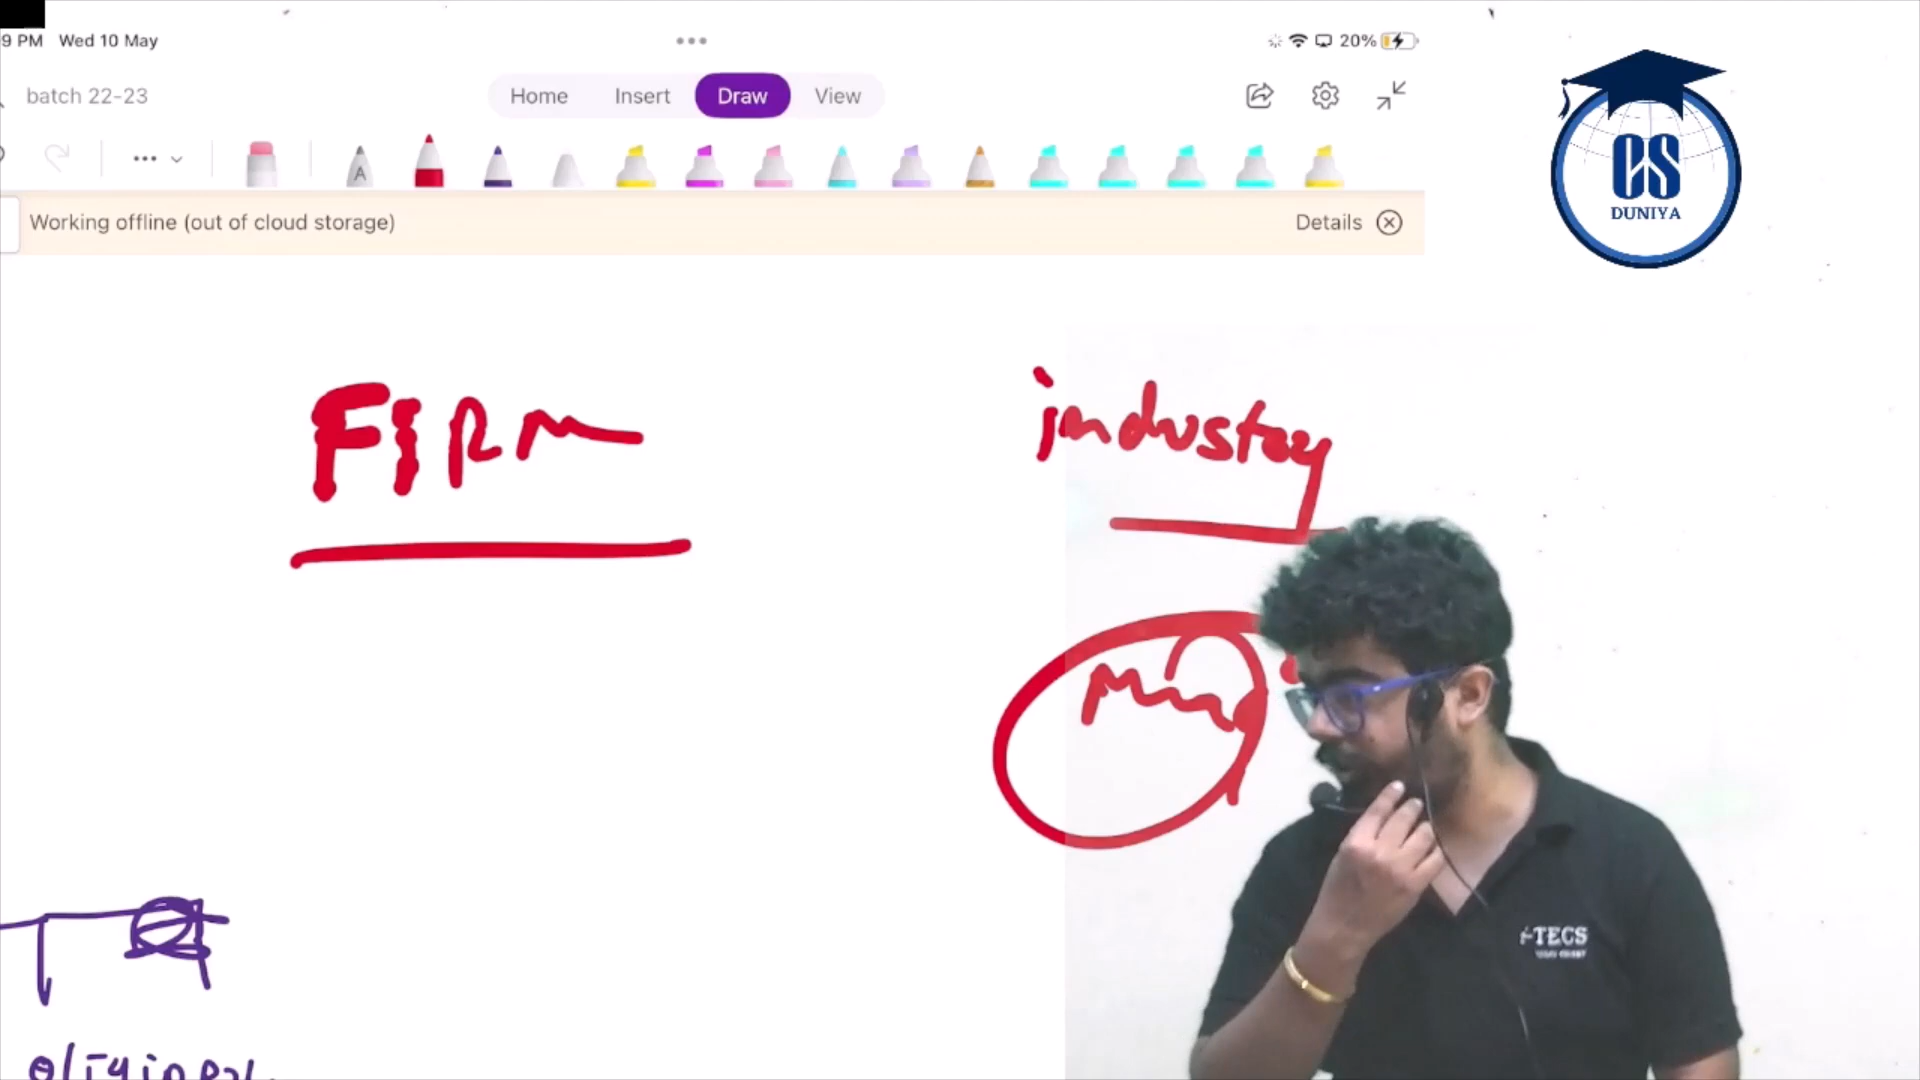 9 PM Wed 10 May
20%
batch 22-23
Home Insert Draw View
A
Working offline (out of cloud storage)
Details
CS
DUNIYA
FIRM
industry
i-TECS